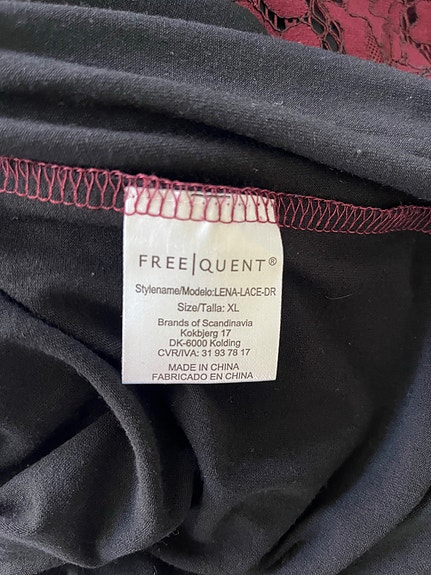 FREE|QUENT®
Stylename/Modelo:LENA-LACE-DR
Size/Talla: XL
Brands of Scandinavia
Kokbjerg 17
DK-6000 Kolding
CVR/IVA: 31 93 78 17
MADE IN CHINA
FABRICADO EN CHINA